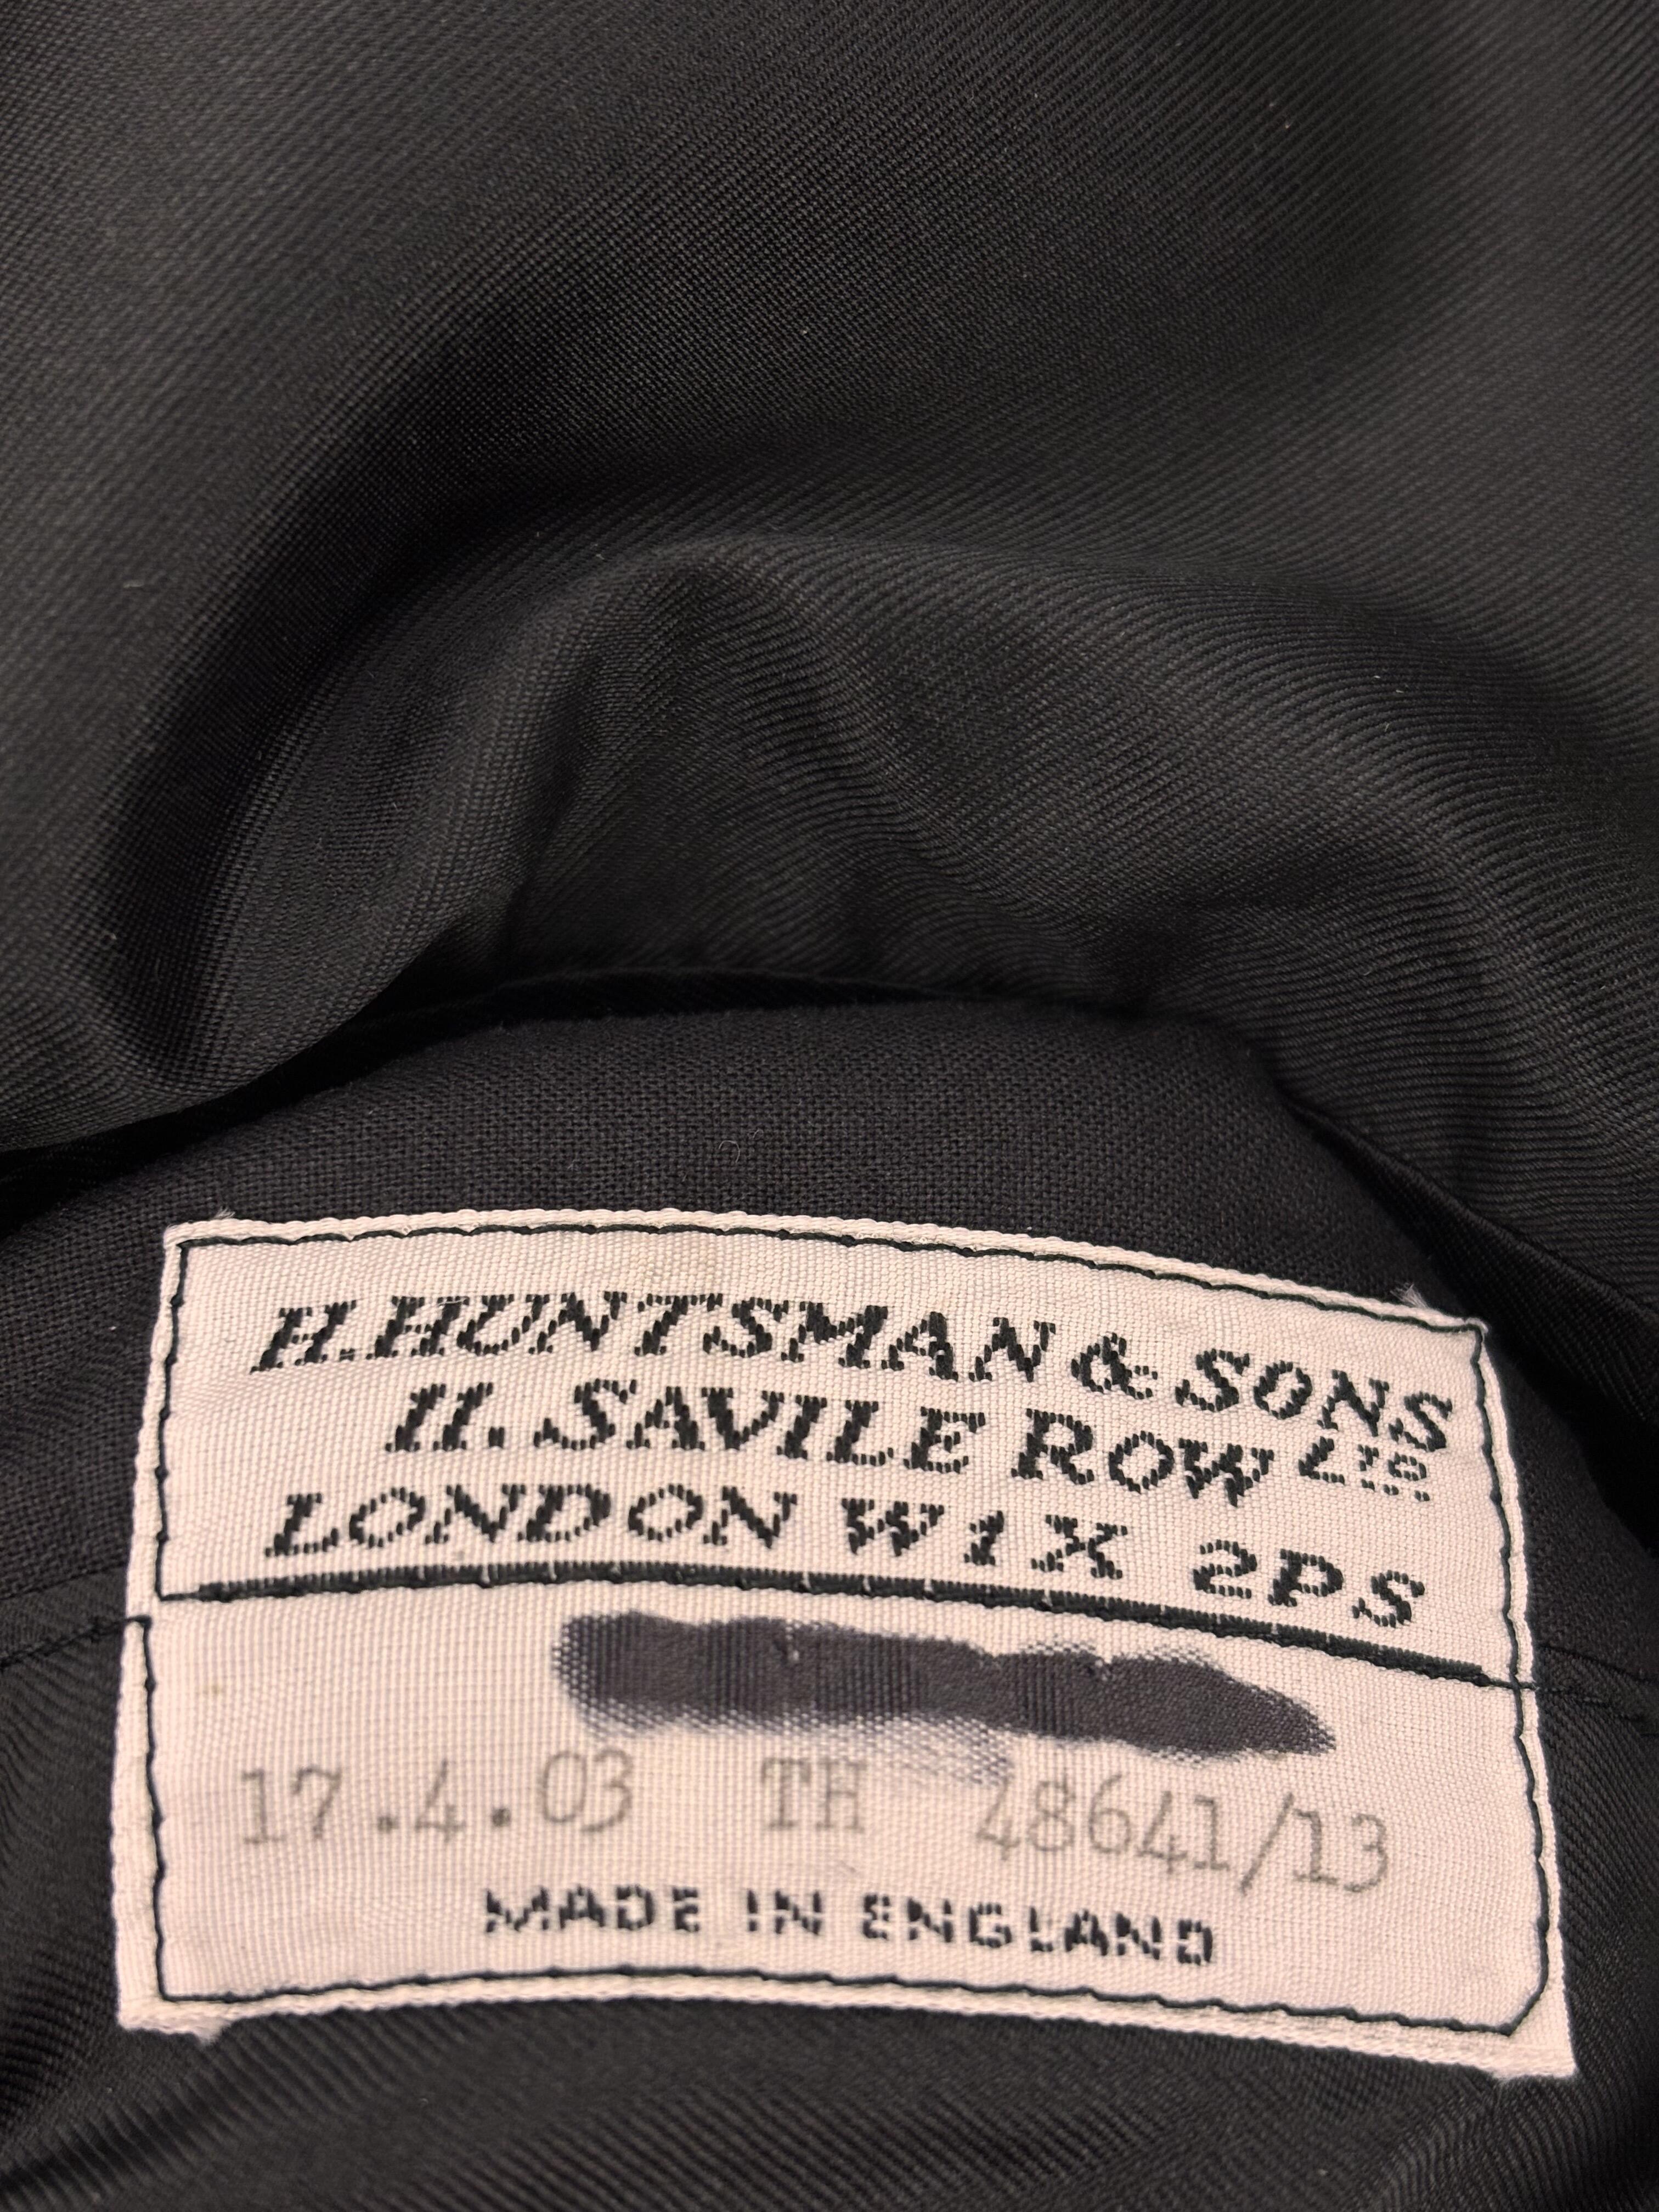 H. HUNTSMAN & SONS LTD
11. SAVILE ROW
LONDON W1X 2PS
17.4.03 TH 48641/13
MADE IN ENGLAND